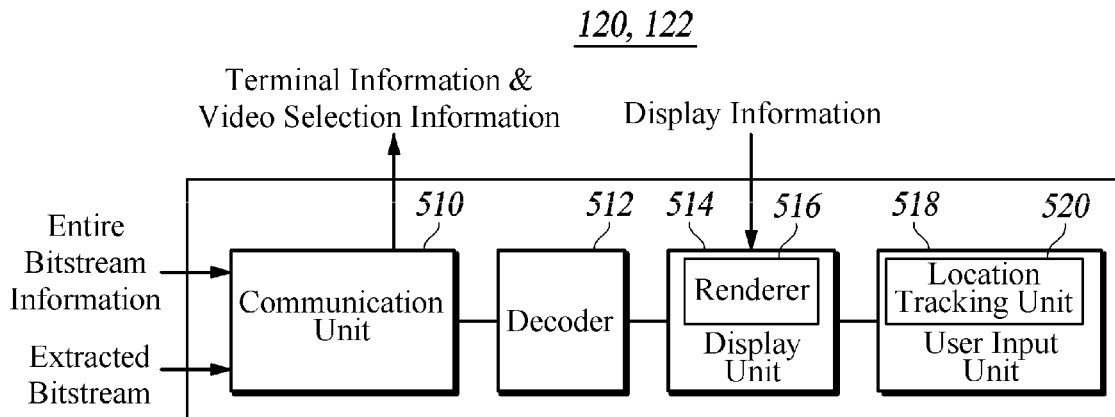 120, 122
Terminal Information &
Video Selection Information
Display Information
510
512
514
516
518
520
Entire
Bitstream
Information
Extracted
Bitstream
Communication
Unit
Decoder
Renderer
Display
Unit
Location
Tracking Unit
User Input
Unit